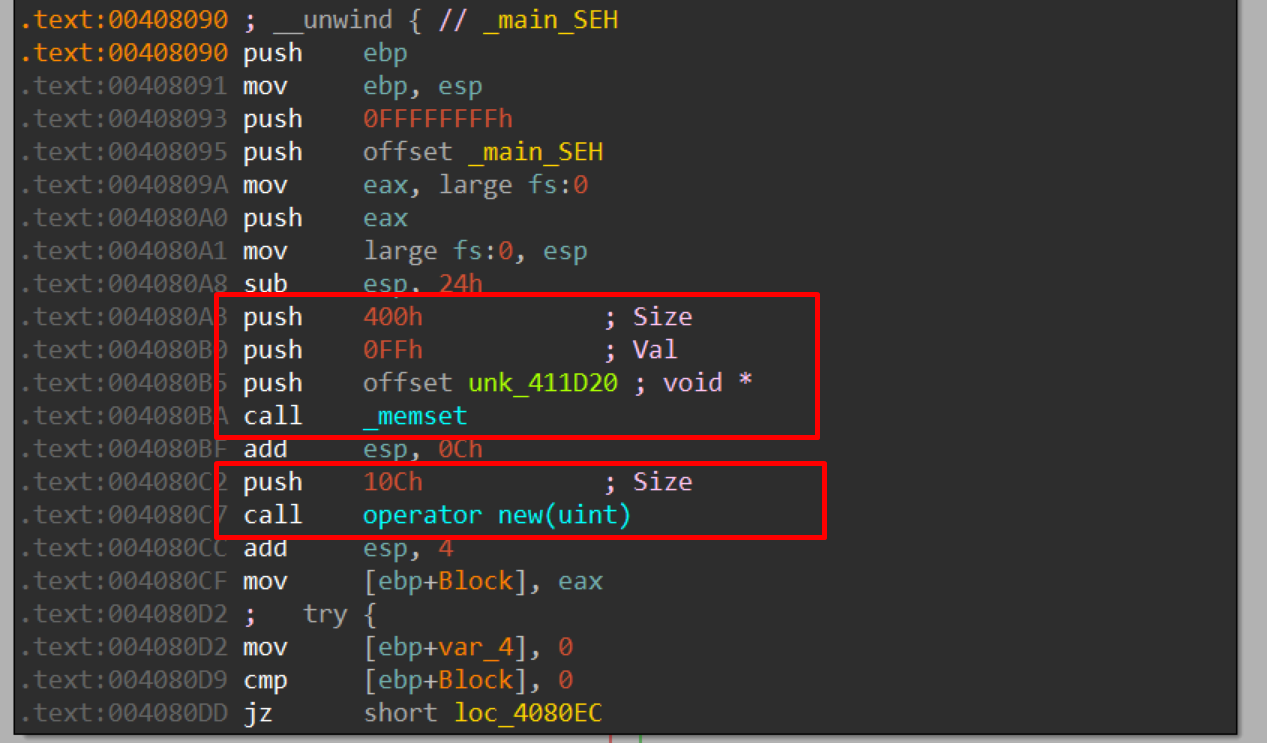 .text:00408090 ; __unwind { // _main_SEH
.text:00408090 push ebp
.text:00408091 mov ebp, esp
.text:00408093 push 0FFFFFFFFh
.text:00408095 push offset _main_SEH
.text:0040809A mov eax, large fs:0
.text:004080A0 push eax
.text:004080A1 mov large fs:0, esp
.text:004080A8 sub esp, 24h
.text:004080AB push 400h ; Size
.text:004080B0 push 0FFh ; Val
.text:004080B5 push offset unk_411D20 ; void *
.text:004080BA call _memset
.text:004080BF add esp, 0Ch
.text:004080C2 push 10Ch ; Size
.text:004080C7 call operator new(uint)
.text:004080CC add esp, 4
.text:004080CF mov [ebp+Block], eax
.text:004080D2 ; try {
.text:004080D2 mov [ebp+var_4], 0
.text:004080D9 cmp [ebp+Block], 0
.text:004080DD jz short loc_4080EC